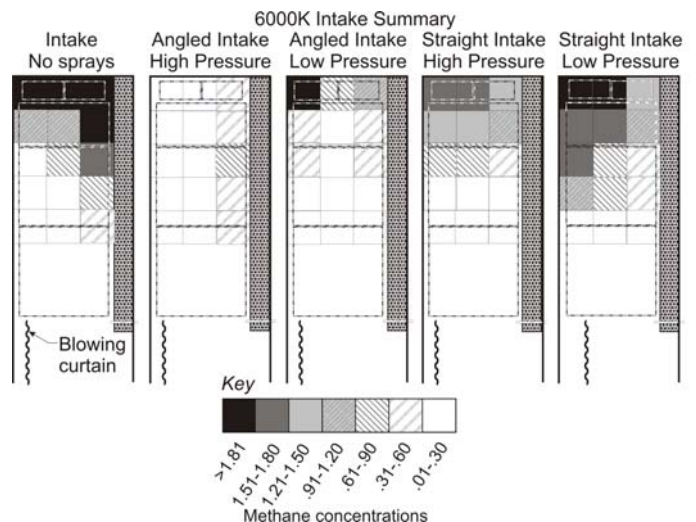 6000K Intake Summary
Intake
No sprays
Angled Intake
High Pressure
Angled Intake
Low Pressure
Straight Intake
High Pressure
Straight Intake
Low Pressure
Blowing
curtain
Key
>1.81
1.51-1.80
1.21-1.50
.91-1.20
.61-.90
.31-.60
.01-.30
Methane concentrations